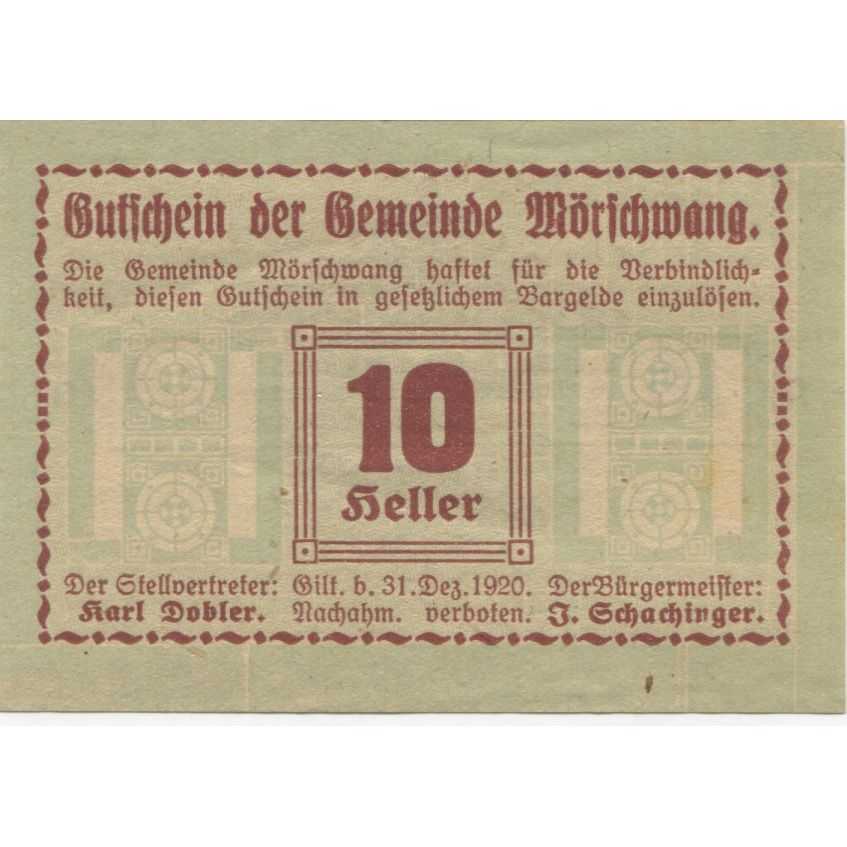 Gutschein der Gemeinde Mörschwang.
Die Gemeinde Mörschwang haftet für die Verbindlich-
keit, diesen Gutschein in gesetzlichem Bargelde einzulösen.
10
Heller
Der Stellvertreter: Gilt. b. 31. Dez. 1920. Der Bürgermeister:
Karl Dobler. Nachahm. verboten. J. Schachinger.